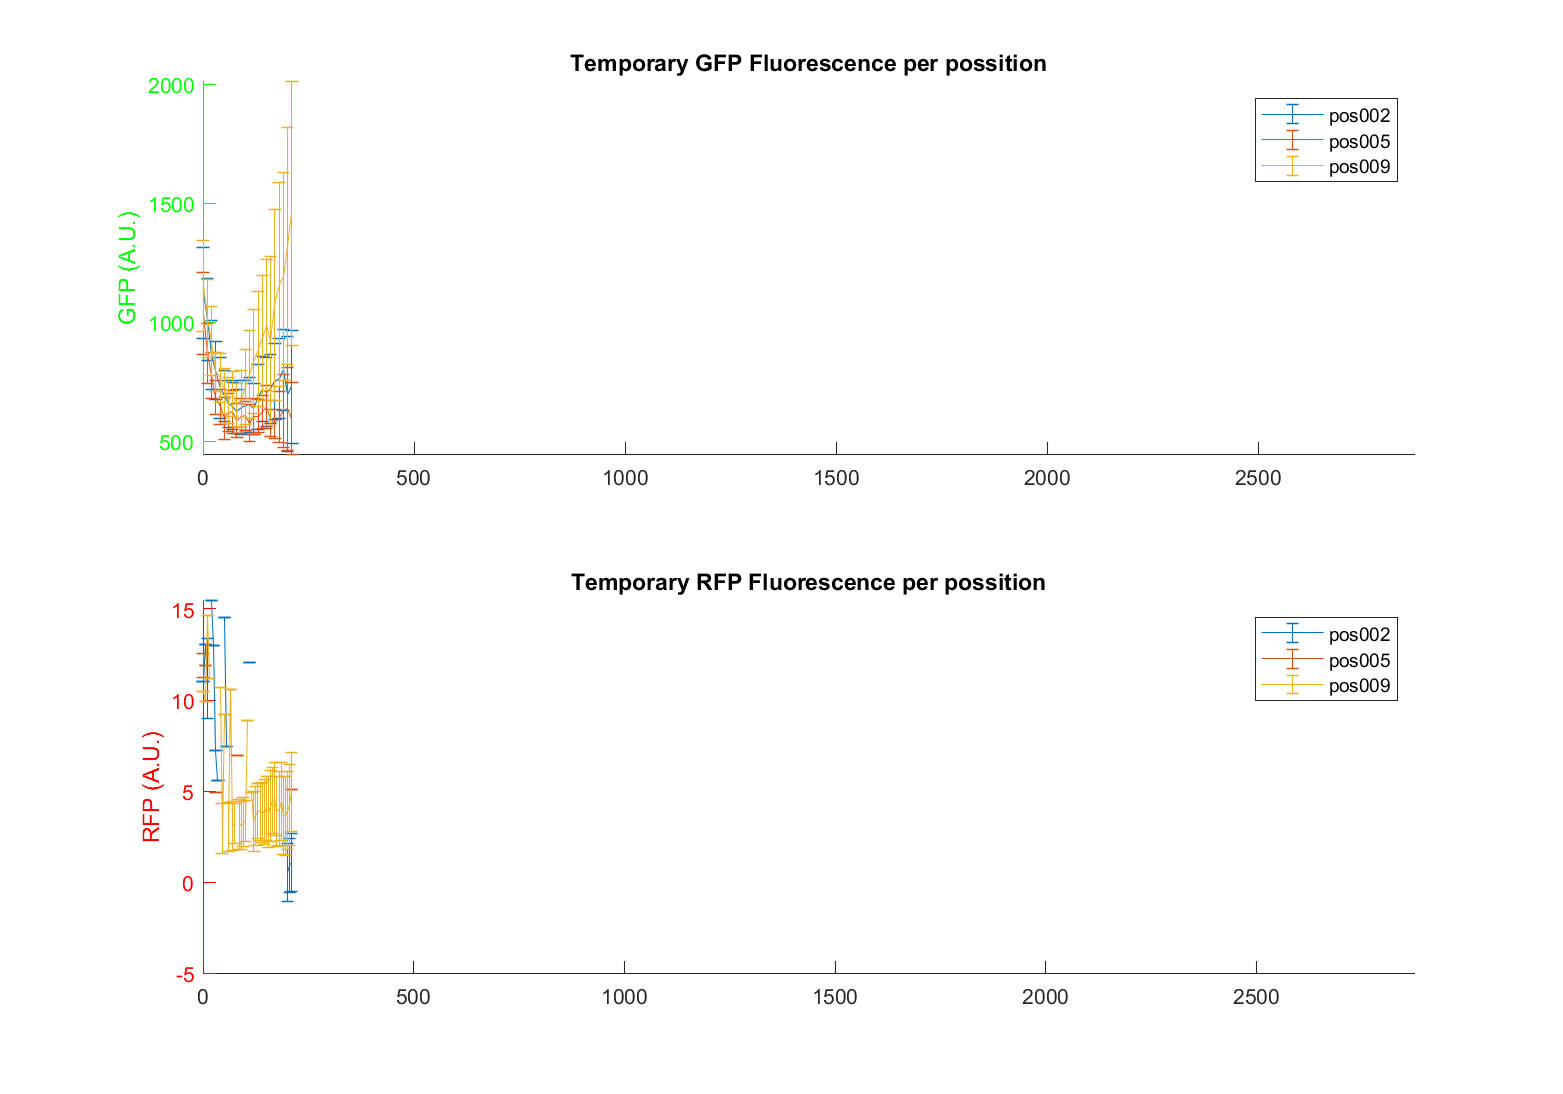 Temporary GFP Fluorescence per possition
2000
1500
1000
500
GFP (A.U.)
pos002
pos005
pos009
0 500 1000 1500 2000 2500
Temporary RFP Fluorescence per possition
15
10
5
0
-5
RFP (A.U.)
pos002
pos005
pos009
0 500 1000 1500 2000 2500